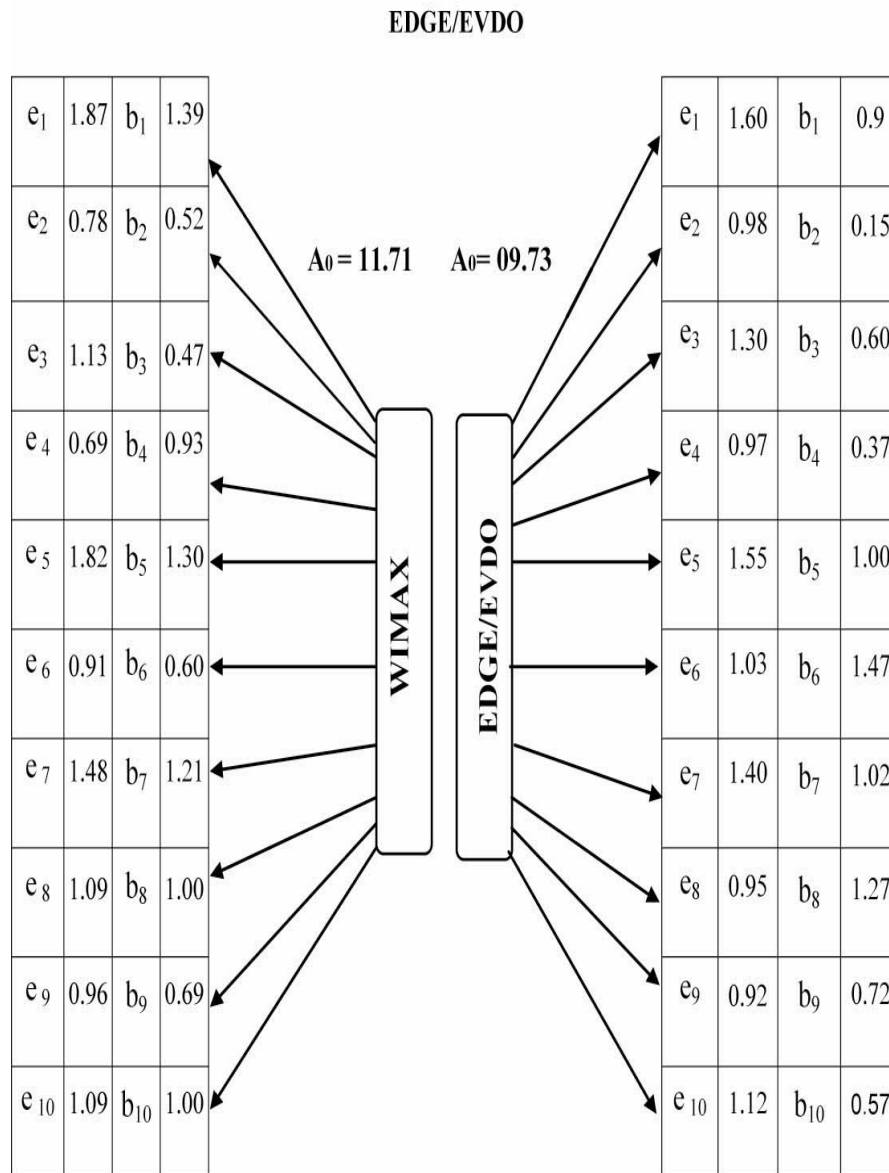 EDGE/EVDO
e1 1.87 b1 1.39
e2 0.78 b2 0.52
e3 1.13 b3 0.47
e4 0.69 b4 0.93
e5 1.82 b5 1.30
e6 0.91 b6 0.60
e7 1.48 b7 1.21
e8 1.09 b8 1.00
e9 0.96 b9 0.69
e10 1.09 b10 1.00
A0 = 11.71
A0= 09.73
WIMAX
EDGE/EVDO
e1 1.60 b1 0.9
e2 0.98 b2 0.15
e3 1.30 b3 0.60
e4 0.97 b4 0.37
e5 1.55 b5 1.00
e6 1.03 b6 1.47
e7 1.40 b7 1.02
e8 0.95 b8 1.27
e9 0.92 b9 0.72
e10 1.12 b10 0.57